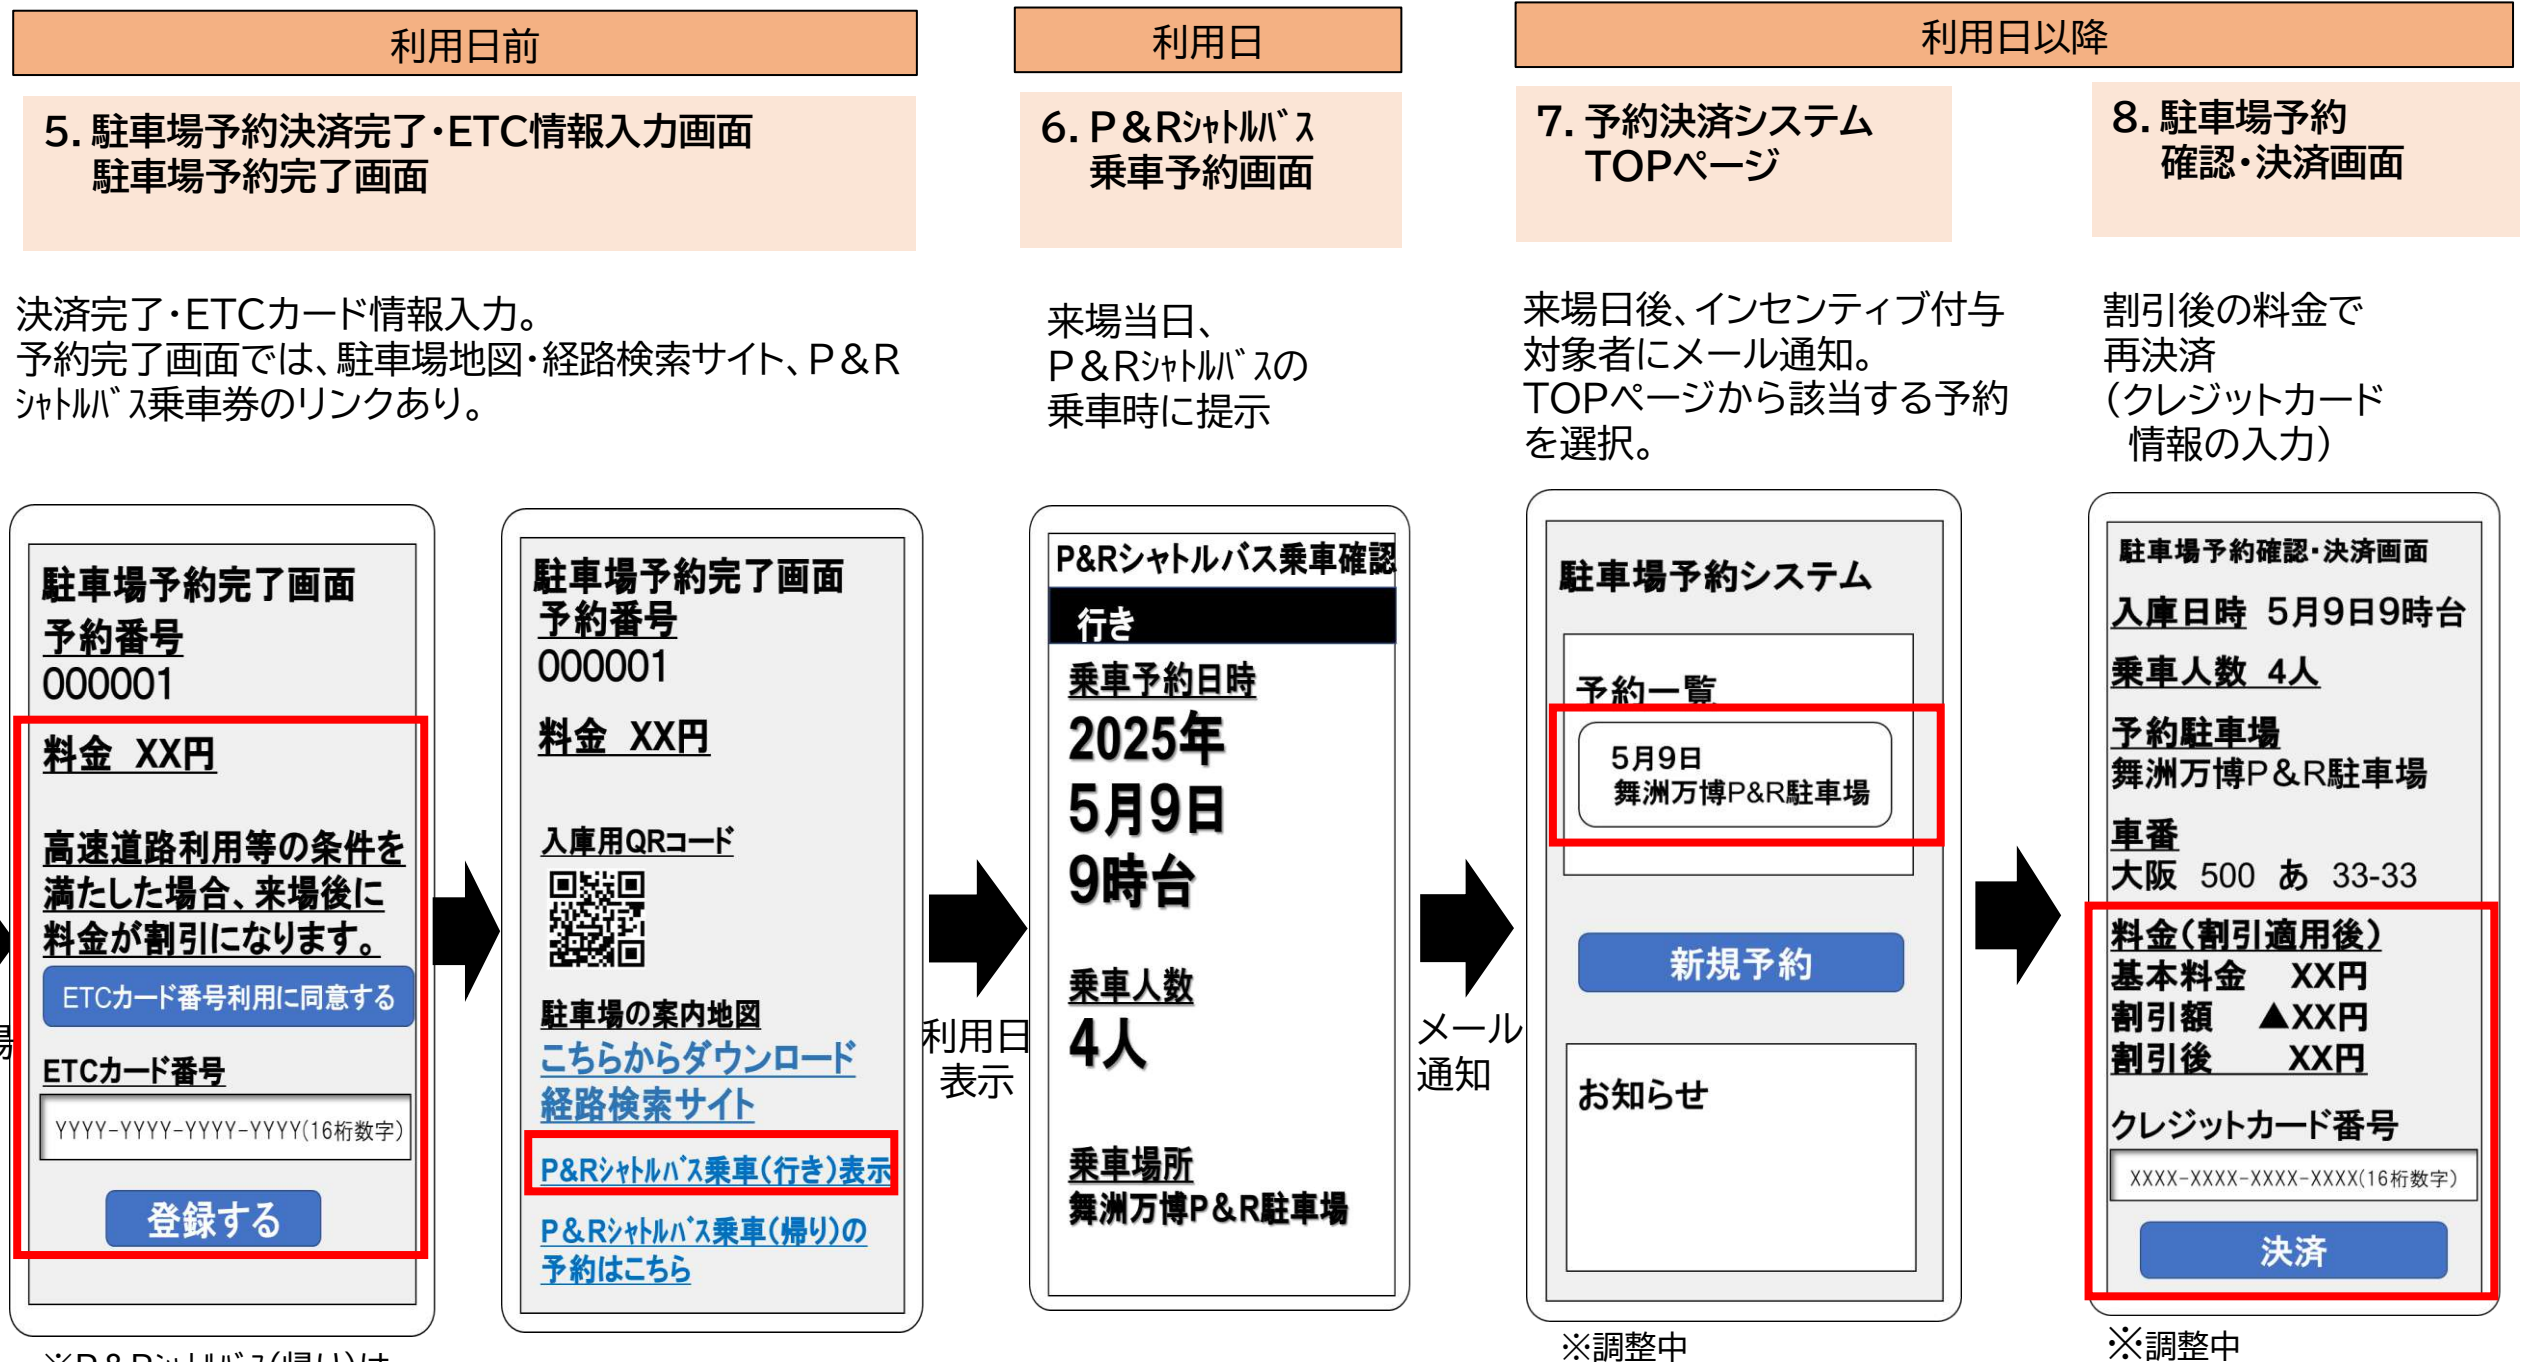 利用日前
利用日
利用日以降
5. 駐車場予約決済完了・ETC情報入力画面
駐車場予約完了画面
6. P&Rｼｬﾄﾙﾊﾞｽ
乗車予約画面
7. 予約決済システム
TOPページ
8. 駐車場予約
確認・決済画面
決済完了・ETCカード情報入力。
予約完了画面では、駐車場地図・経路検索サイト、P&R
ｼｬﾄﾙﾊﾞｽ乗車券のリンクあり。
来場当日、
P&Rｼｬﾄﾙﾊﾞｽの
乗車時に提示
来場日後、インセンティブ付与
対象者にメール通知。
TOPページから該当する予約
を選択。
割引後の料金で
再決済
（クレジットカード
情報の入力）
駐車場予約完了画面
予約番号
000001
料金 XX円
高速道路利用等の条件を
満たした場合、来場後に
料金が割引になります。
ETCカード番号利用に同意する
ETCカード番号
YYYY-YYYY-YYYY-YYYY(16桁数字)
登録する
駐車場予約完了画面
予約番号
000001
料金 XX円
入庫用QRコード
駐車場の案内地図
こちらからダウンロード
経路検索サイト
P&Rｼｬﾄﾙﾊﾞｽ乗車（行き）表示
P&Rｼｬﾄﾙﾊﾞｽ乗車（帰り）の
予約はこちら
利用日
表示
P&Rシャトルバス乗車確認
行き
乗車予約日時
2025年
5月9日
9時台
乗車人数
4人
乗車場所
舞洲万博P&R駐車場
メール
通知
駐車場予約システム
予約一覧
5月9日
舞洲万博P&R駐車場
新規予約
お知らせ
※調整中
駐車場予約確認・決済画面
入庫日時 5月9日9時台
乗車人数 4人
予約駐車場
舞洲万博P&R駐車場
車番
大阪 500 あ 33-33
料金（割引適用後）
基本料金 XX円
割引額 ▲XX円
割引後 XX円
クレジットカード番号
XXXX-XXXX-XXXX-XXXX(16桁数字)
決済
※調整中
※P&Rｼｬﾄﾙﾊﾞｽ(帰り)は